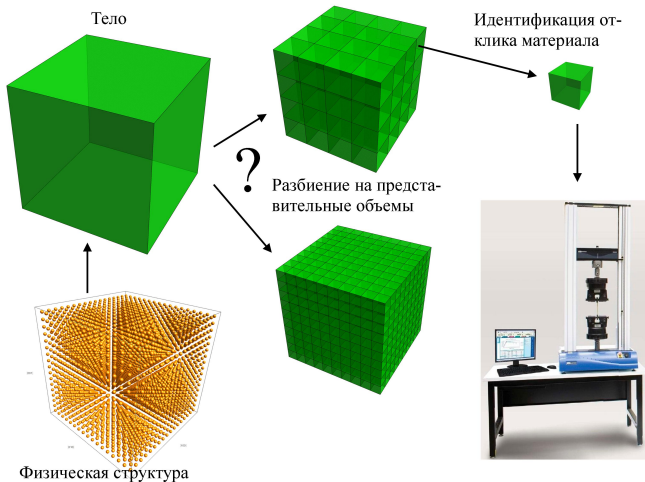 Тело
Идентификация от-
клика материала
Разбиение на предста-
вительные объемы
?
Физическая структура